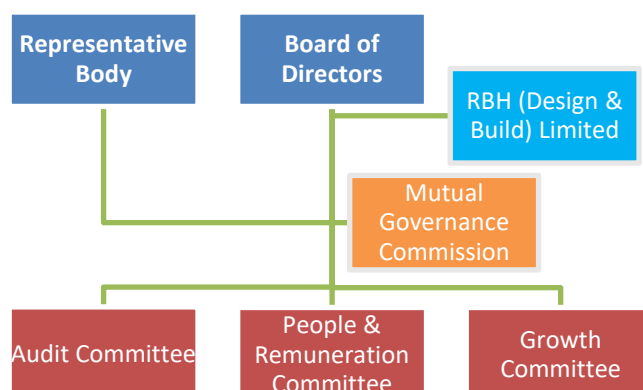 Representative
Body
Board of
Directors
RBH (Design &
Build) Limited
Mutual
Governance
Commission
Audit Committee
People &
Remuneration
Committee
Growth
Committee